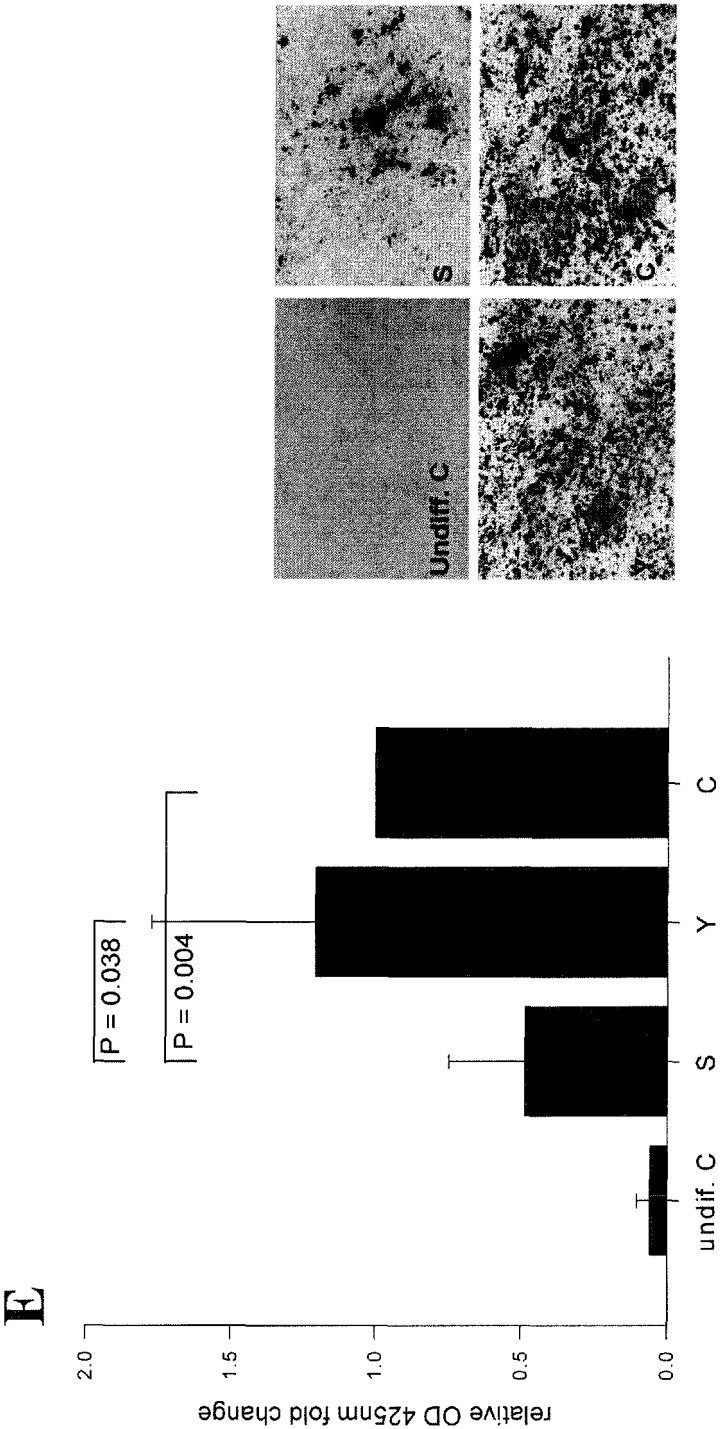 E
relative OD 425nm fold change
2.0
1.5
1.0
0.5
0.0
P = 0.038
P = 0.004
undif. C
S
Y
C
Undiff. C
S
Y
C